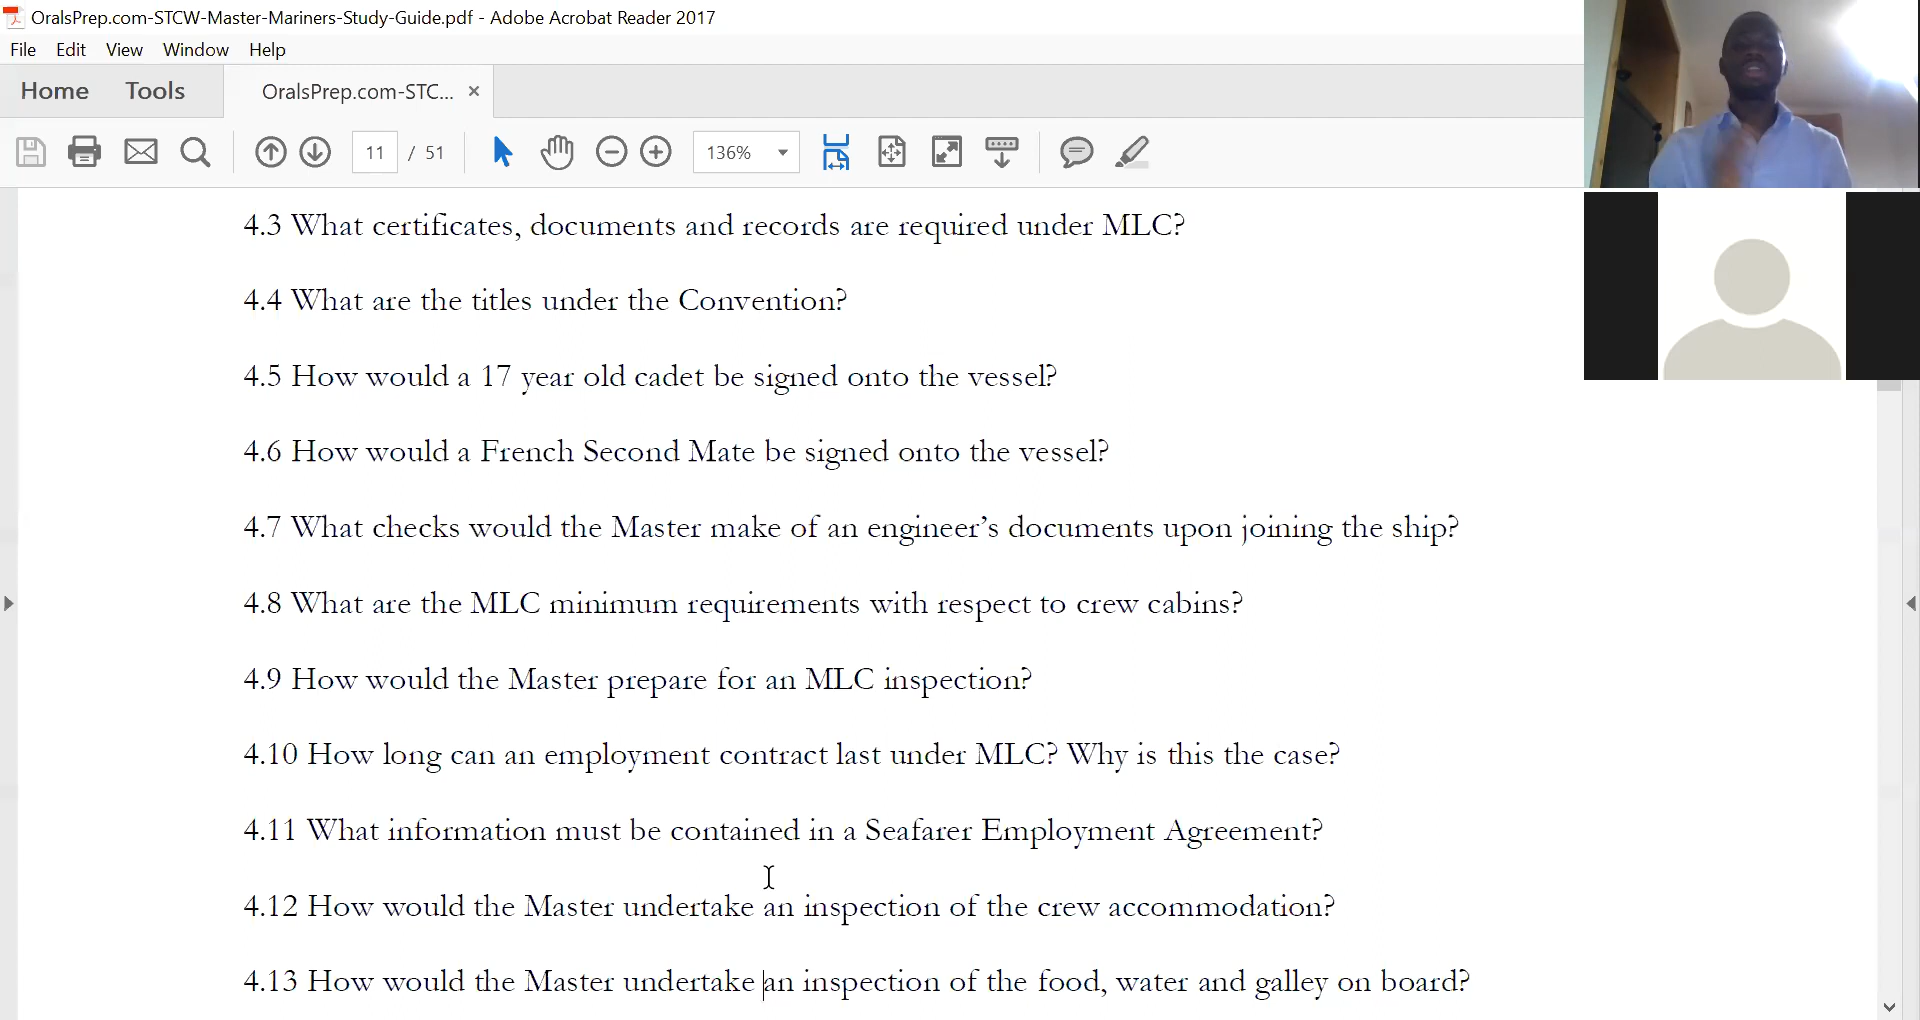 OralsPrep.com-STCW-Master-Mariners-Study-Guide.pdf - Adobe Acrobat Reader 2017
File Edit View Window Help
Home Tools OralsPrep.com-STC... ×
11 / 51 136%
4.3 What certificates, documents and records are required under MLC?
4.4 What are the titles under the Convention?
4.5 How would a 17 year old cadet be signed onto the vessel?
4.6 How would a French Second Mate be signed onto the vessel?
4.7 What checks would the Master make of an engineer’s documents upon joining the ship?
4.8 What are the MLC minimum requirements with respect to crew cabins?
4.9 How would the Master prepare for an MLC inspection?
4.10 How long can an employment contract last under MLC? Why is this the case?
4.11 What information must be contained in a Seafarer Employment Agreement?
4.12 How would the Master undertake an inspection of the crew accommodation?
4.13 How would the Master undertake an inspection of the food, water and galley on board?